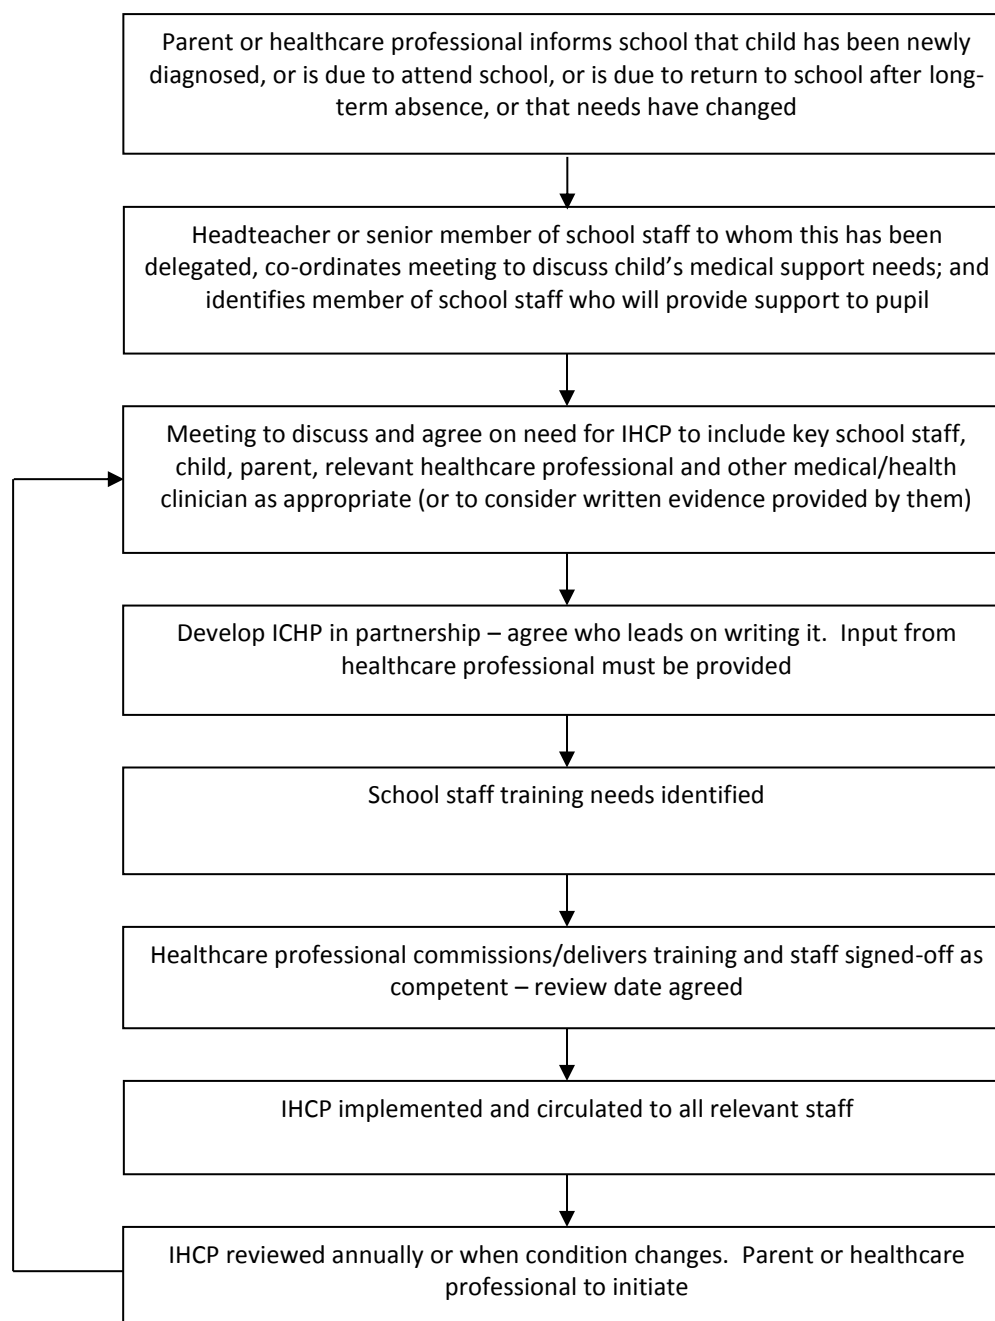 Parent or healthcare professional informs school that child has been newly
diagnosed, or is due to attend school, or is due to return to school after long-
term absence, or that needs have changed
Headteacher or senior member of school staff to whom this has been
delegated, co-ordinates meeting to discuss child's medical support needs; and
identifies member of school staff who will provide support to pupil
Meeting to discuss and agree on need for IHCP to include key school staff,
child, parent, relevant healthcare professional and other medical/health
clinician as appropriate (or to consider written evidence provided by them)
Develop ICHP in partnership – agree who leads on writing it.  Input from
healthcare professional must be provided
School staff training needs identified
Healthcare professional commissions/delivers training and staff signed-off as
competent – review date agreed
IHCP implemented and circulated to all relevant staff
IHCP reviewed annually or when condition changes.  Parent or healthcare
professional to initiate